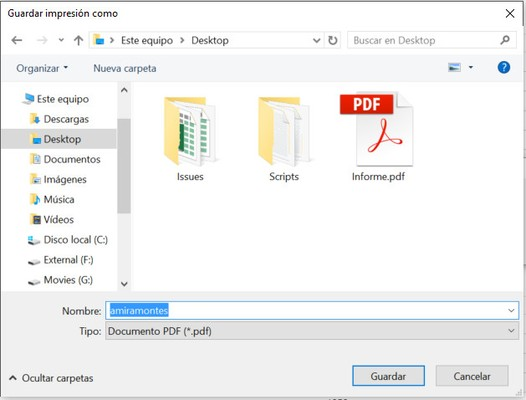 Guardar impresión como
Este equipo Desktop
Buscar en Desktop
Organizar
Nueva carpeta
Este equipo
Descargas
Desktop
Documentos
Imágenes
Música
Vídeos
Disco local (C:)
External (F:)
Movies (G:)
PDF
Issues
Scripts
Informe.pdf
Nombre: amiramontes
Tipo: Documento PDF (*.pdf)
Ocultar carpetas
Guardar
Cancelar